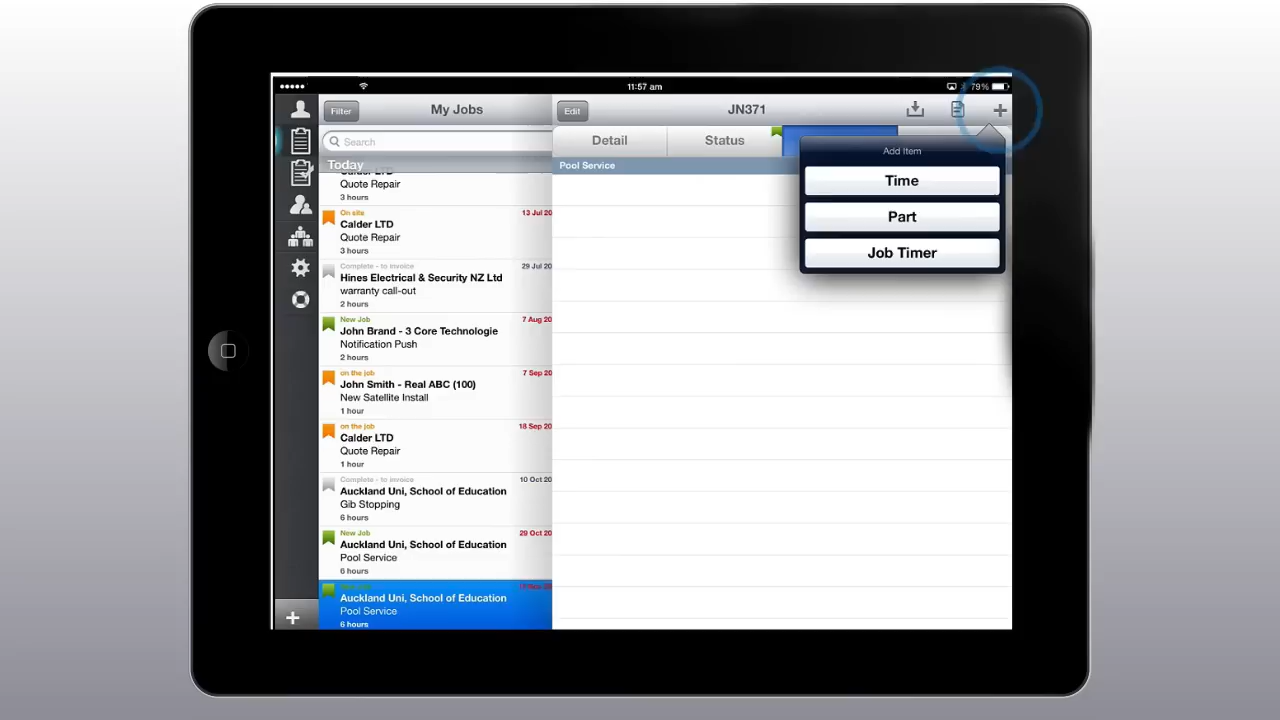 11:57 am
79%
Filter
My Jobs
Edit
JN371
Search
Detail
Status
Today
Pool Service
Add Item
Time
Part
Job Timer
Calder LTD
Quote Repair
3 hours
On site
13 Jul 20
Calder LTD
Quote Repair
3 hours
Complete - to invoice
29 Jul 20
Hines Electrical & Security NZ Ltd
warranty call-out
2 hours
New Job
7 Aug 20
John Brand - 3 Core Technologie
Notification Push
2 hours
on the job
7 Sep 20
John Smith - Real ABC (100)
New Satellite Install
1 hour
on the job
18 Sep 20
Calder LTD
Quote Repair
1 hour
Complete - to invoice
10 Oct 20
Auckland Uni, School of Education
Gib Stopping
6 hours
New Job
29 Oct 20
Auckland Uni, School of Education
Pool Service
6 hours
Auckland Uni, School of Education
Pool Service
6 hours